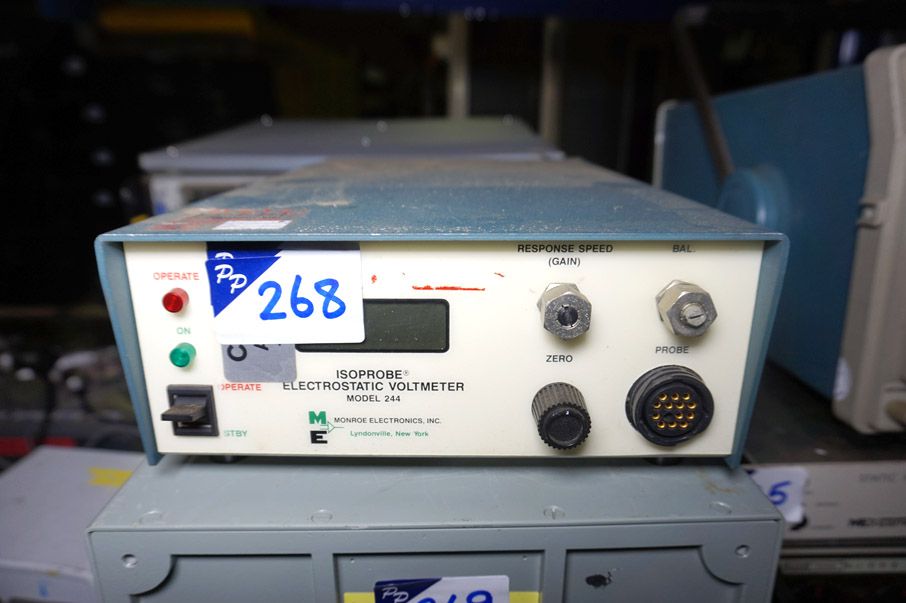 OPERATE
PP
268
RESPONSE SPEED
(GAIN)
BAL.
ON
ZERO
PROBE
ISOPROBE®
ELECTROSTATIC VOLTMETER
MODEL 244
OPERATE
STBY
M
E
MONROE ELECTRONICS, INC.
Lyndonville, New York
PP
269
5